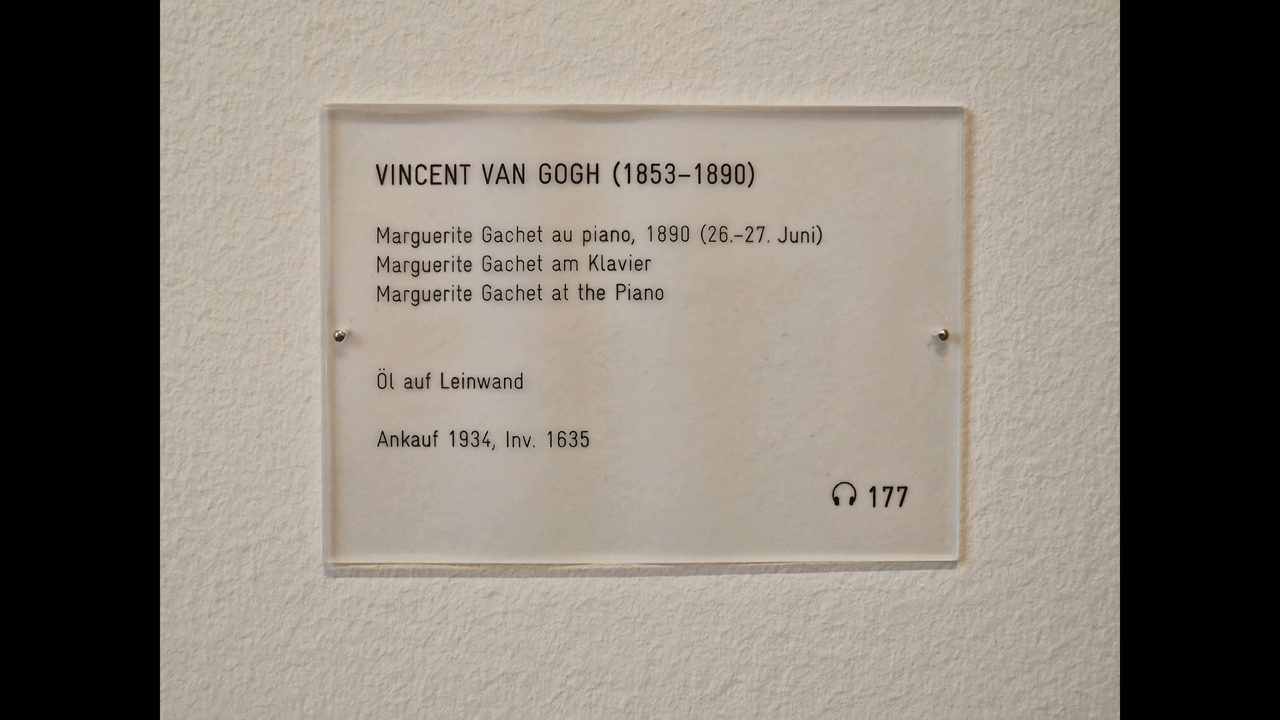 VINCENT VAN GOGH (1853–1890)
Marguerite Gachet au piano, 1890 (26.–27. Juni)
Marguerite Gachet am Klavier
Marguerite Gachet at the Piano
Öl auf Leinwand
Ankauf 1934, Inv. 1635
177